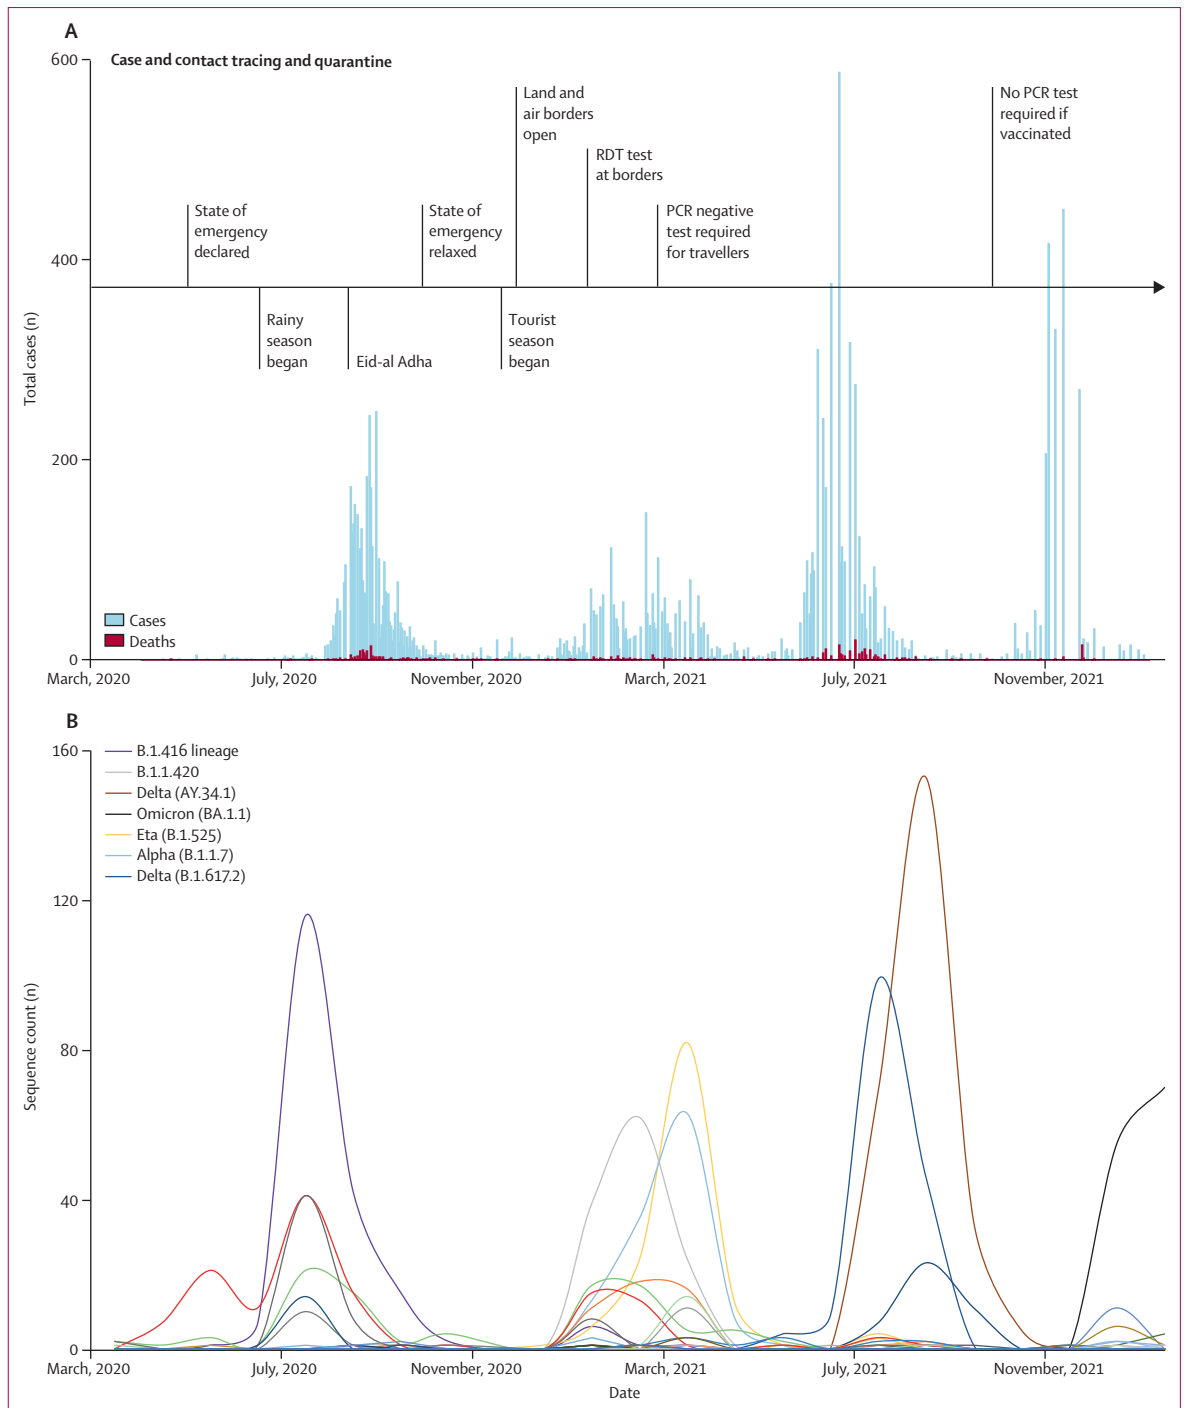 A
Case and contact tracing and quarantine
600
400
200
0
Total cases (n)
Land and
air borders
open
No PCR test
required if
vaccinated
RDT test
at borders
State of
emergency
declared
State of
emergency
relaxed
PCR negative
test required
for travellers
Rainy
season
began
Eid-al Adha
Tourist
season
began
Cases
Deaths
March, 2020
July, 2020
November, 2020
March, 2021
July, 2021
November, 2021
B
160
120
80
40
0
Sequence count (n)
B.1.416 lineage
B.1.1.420
Delta (AY.34.1)
Omicron (BA.1.1)
Eta (B.1.525)
Alpha (B.1.1.7)
Delta (B.1.617.2)
March, 2020
July, 2020
November, 2020
March, 2021
July, 2021
November, 2021
Date